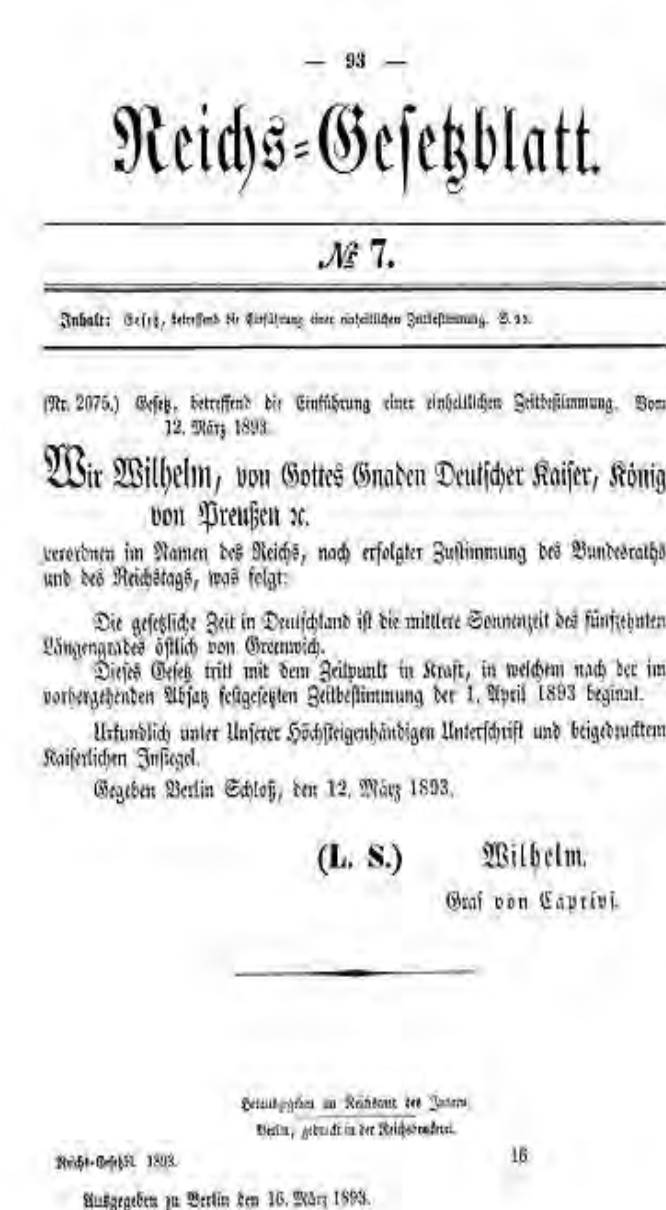 — 93 —
Reichs-Gesetzblatt.
№ 7.
Inhalt: Gesetz, betreffend die Einführung einer einheitlichen Zeitbestimmung. S. 93.
(Nr. 2075.) Gesetz, betreffend die Einführung einer einheitlichen Zeitbestimmung. Vom
12. März 1893.
Wir Wilhelm, von Gottes Gnaden Deutscher Kaiser, König
von Preußen ꝛc.
verordnen im Namen des Reichs, nach erfolgter Zustimmung des Bundesraths
und des Reichstags, was folgt:
Die gesetzliche Zeit in Deutschland ist die mittlere Sonnenzeit des fünfzehnten
Längengrades östlich von Greenwich.
Dieses Gesetz tritt mit dem Zeitpunkt in Kraft, in welchem nach der im
vorhergehenden Absatz festgesetzten Zeitbestimmung der 1. April 1893 beginnt.
Urkundlich unter Unserer Höchsteigenhändigen Unterschrift und beigedrucktem
Kaiserlichen Insiegel.
Gegeben Berlin Schloß, den 12. März 1893.
(L. S.) Wilhelm.
Graf von Caprivi.
Herausgegeben im Reichsamt des Innern.
Berlin, gedruckt in der Reichsdruckerei.
Reichs-Gesetzbl. 1893. 16
Ausgegeben zu Berlin den 16. März 1893.